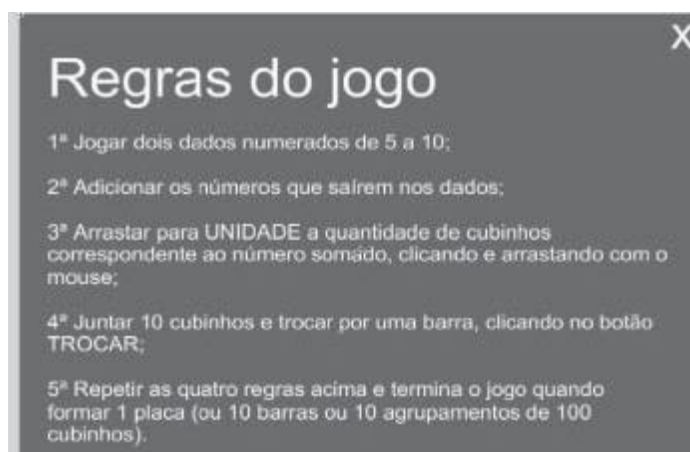 X
Regras do jogo
1ª Jogar dois dados numerados de 5 a 10;
2ª Adicionar os números que saírem nos dados;
3ª Arrastar para UNIDADE a quantidade de cubinhos
correspondente ao número somado, clicando e arrastando com o
mouse;
4ª Juntar 10 cubinhos e trocar por uma barra, clicando no botão
TROCAR;
5ª Repetir as quatro regras acima e termina o jogo quando
formar 1 placa (ou 10 barras ou 10 agrupamentos de 100
cubinhos).